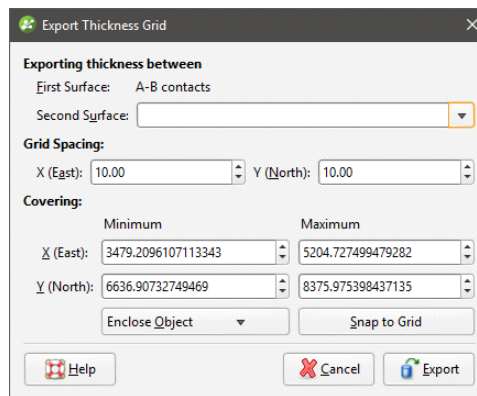 Export Thickness Grid
Exporting thickness between
First Surface: A-B contacts
Second Surface:
Grid Spacing:
X (East): 10.00 Y (North): 10.00
Covering:
Minimum Maximum
X (East): 3479.2096107113343 5204.727499479282
Y (North): 6636.90732749469 8375.975398437135
Enclose Object Snap to Grid
Help Cancel Export